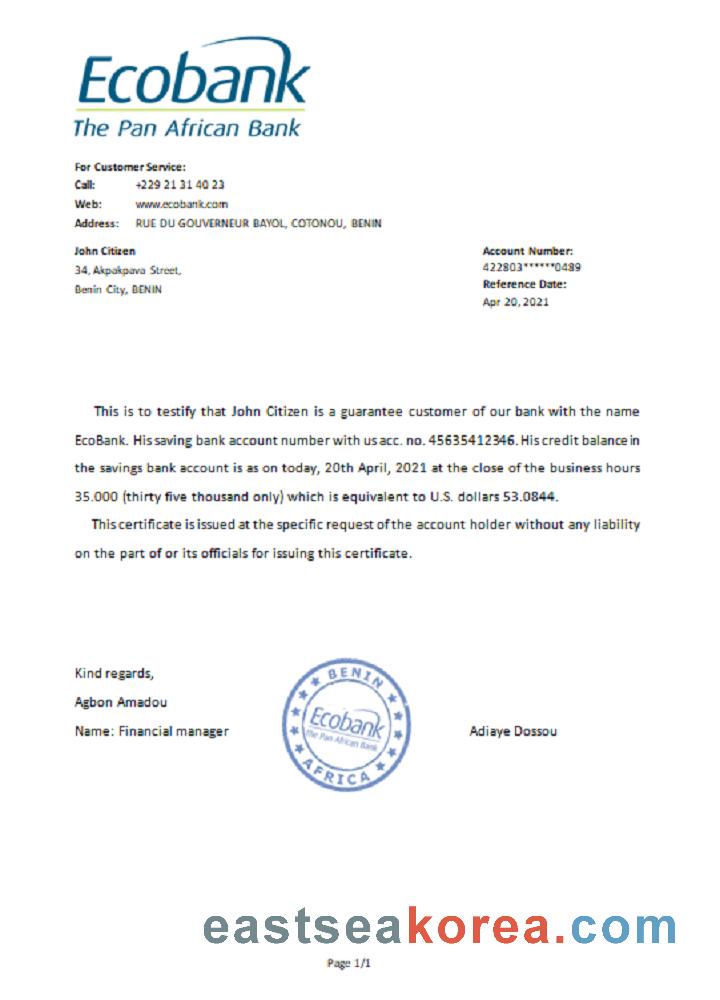 Ecobank
The Pan African Bank
For Customer Service:
Call: +229 21 31 40 23
Web: www.ecobank.com
Address: RUE DU GOUVERNEUR BAYOL, COTONOU, BENIN
John Citizen
34, Akpakpava Street,
Benin City, BENIN
Account Number:
422803******0489
Reference Date:
Apr 20, 2021
This is to testify that John Citizen is a guarantee customer of our bank with the name
EcoBank. His saving bank account number with us acc. no. 45635412346. His credit balance in
the savings bank account is as on today, 20th April, 2021 at the close of the business hours
35.000 (thirty five thousand only) which is equivalent to U.S. dollars 53.0844.
This certificate is issued at the specific request of the account holder without any liability
on the part of or its officials for issuing this certificate.
Kind regards,
Agbon Amadou
Name: Financial manager
BENIN
Ecobank
The Pan African Bank
AFRICA
Adiaye Dossou
eastseakorea.com
Page 1/1